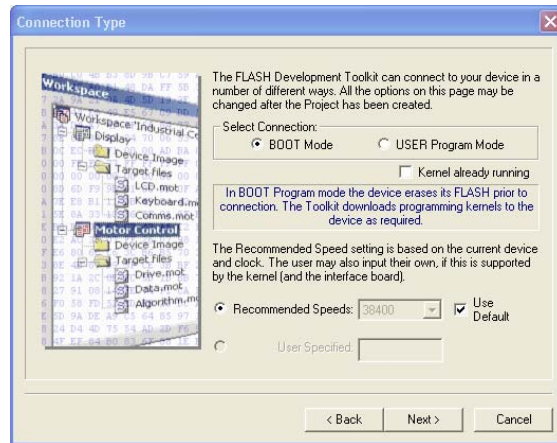 Connection Type
Workspace
Workspace 'Industrial Co
Display
Device Image
Target files
LCD.mot
Keyboard.m
Comms.mot
Motor Control
Device Image
Target files
Drive.mot
Data.mot
Algorithm.m
The FLASH Development Toolkit can connect to your device in a
number of different ways. All the options on this page may be
changed after the Project has been created.
Select Connection:
BOOT Mode
USER Program Mode
Kernel already running
In BOOT Program mode the device erases its FLASH prior to
connection. The Toolkit downloads programming kernels to the
device as required.
The Recommended Speed setting is based on the current device
and clock. The user may also input their own, if this is supported
by the kernel (and the interface board).
Recommended Speeds: 38400
Use
Default
User Specified:
< Back
Next >
Cancel